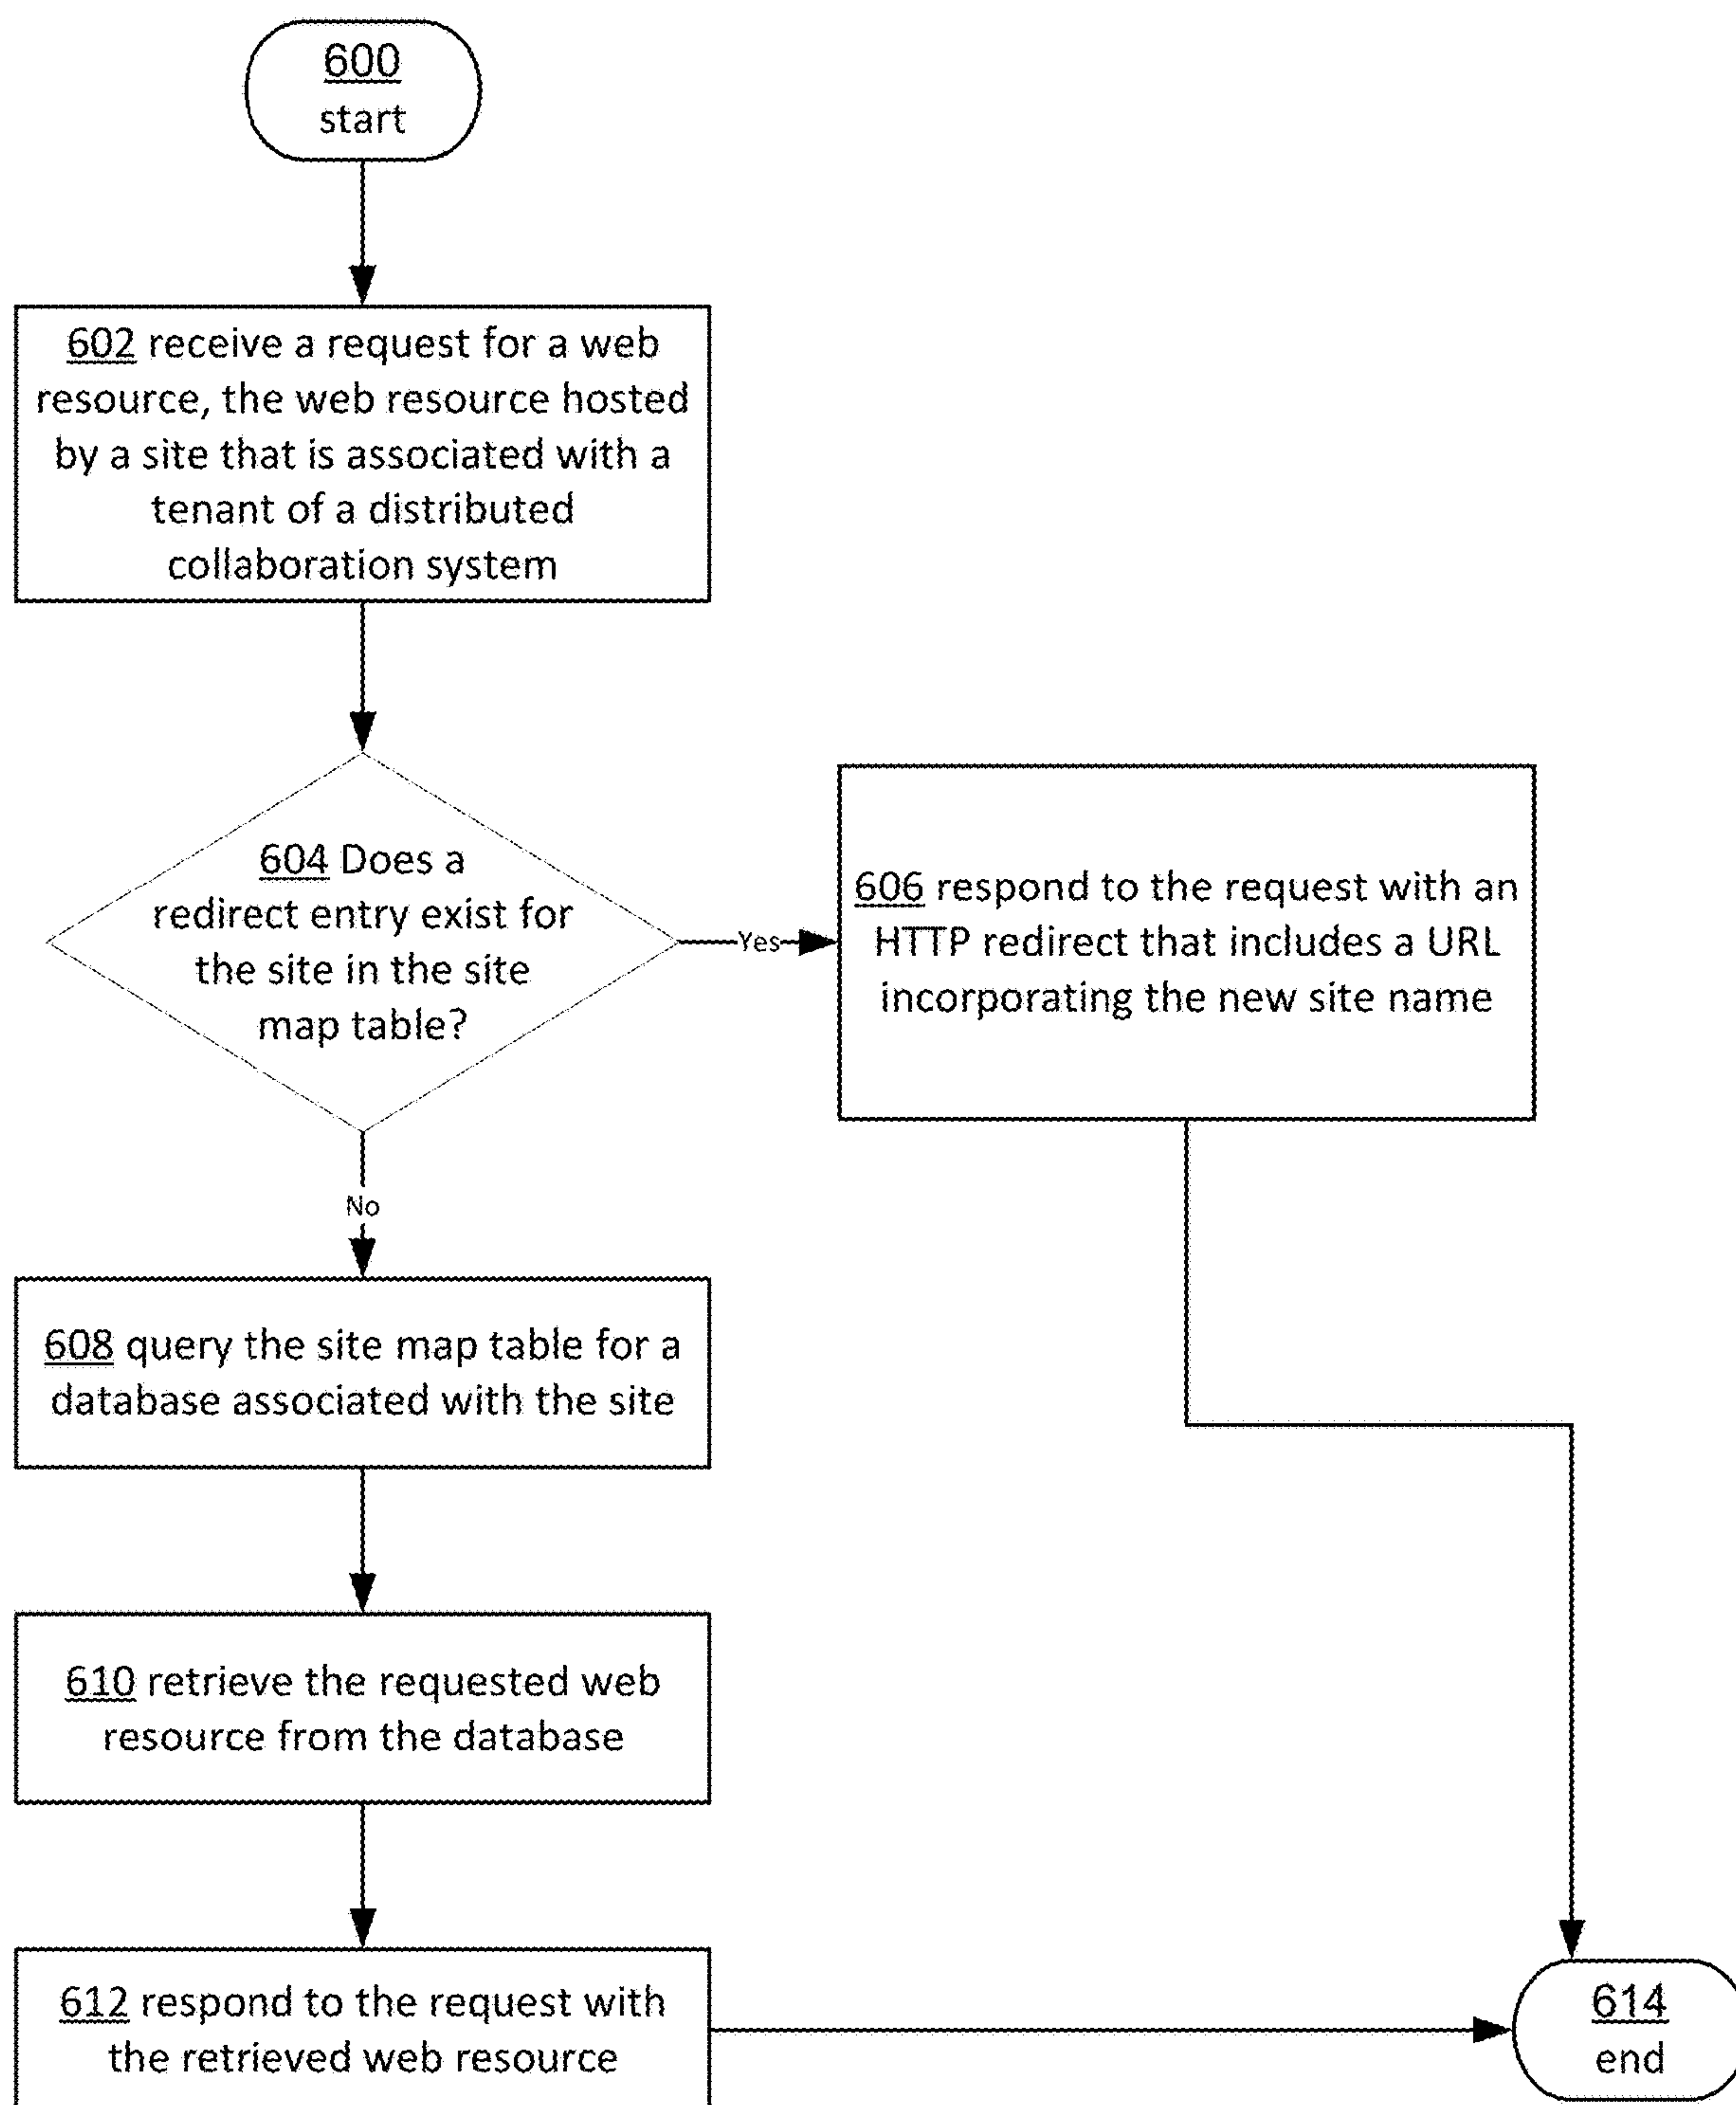 600
start
602 receive a request for a web
resource, the web resource hosted
by a site that is associated with a
tenant of a distributed
collaboration system
604 Does a
redirect entry exist for
the site in the site
map table?
Yes
606 respond to the request with an
HTTP redirect that includes a URL
incorporating the new site name
No
608 query the site map table for a
database associated with the site
610 retrieve the requested web
resource from the database
612 respond to the request with
the retrieved web resource
614
end